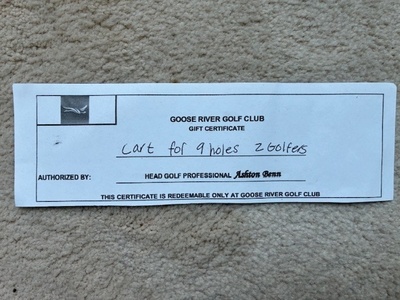 GOOSE RIVER GOLF CLUB
GIFT CERTIFICATE
Cart for 9 holes 2 Golfers
AUTHORIZED BY: HEAD GOLF PROFESSIONAL Ashton Benn
THIS CERTIFICATE IS REDEEMABLE ONLY AT GOOSE RIVER GOLF CLUB